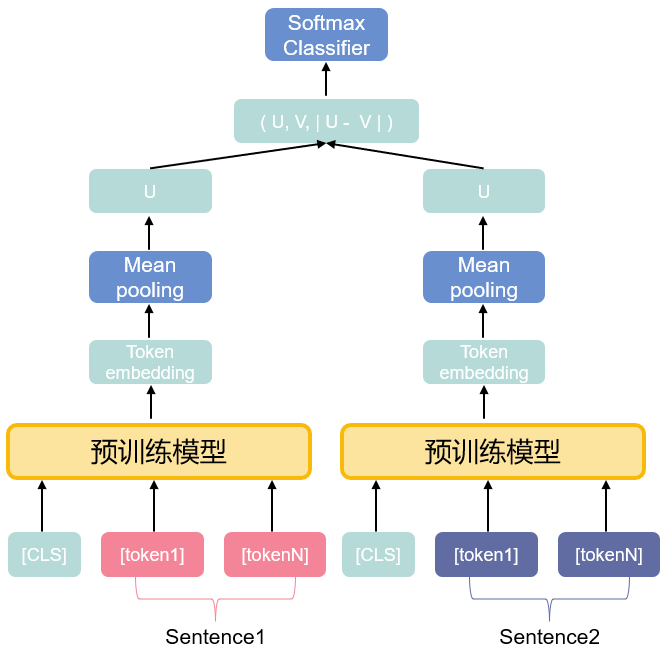 Softmax
Classifier
( U, V, | U - V | )
U
U
Mean
pooling
Mean
pooling
Token
embedding
Token
embedding
预训练模型
预训练模型
[CLS]
[token1]
[tokenN]
[CLS]
[token1]
[tokenN]
Sentence1
Sentence2